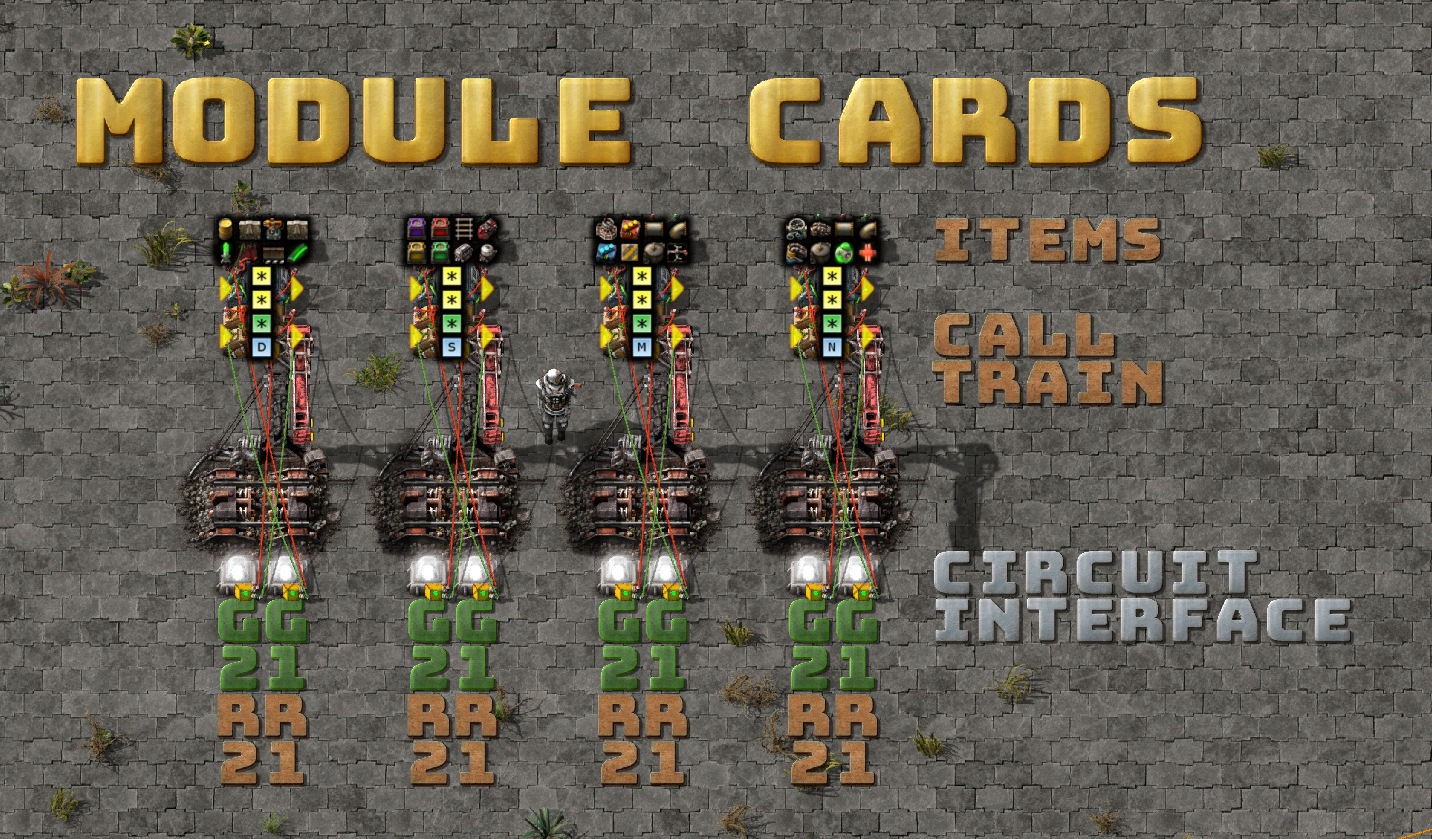 MODULE CARDS
ITEMS
* * * *
* * * *
CALL
* * * *
D S M N
TRAIN
CIRCUIT
INTERFACE
GG GG GG GG
21 21 21 21
RR RR RR RR
21 21 21 21